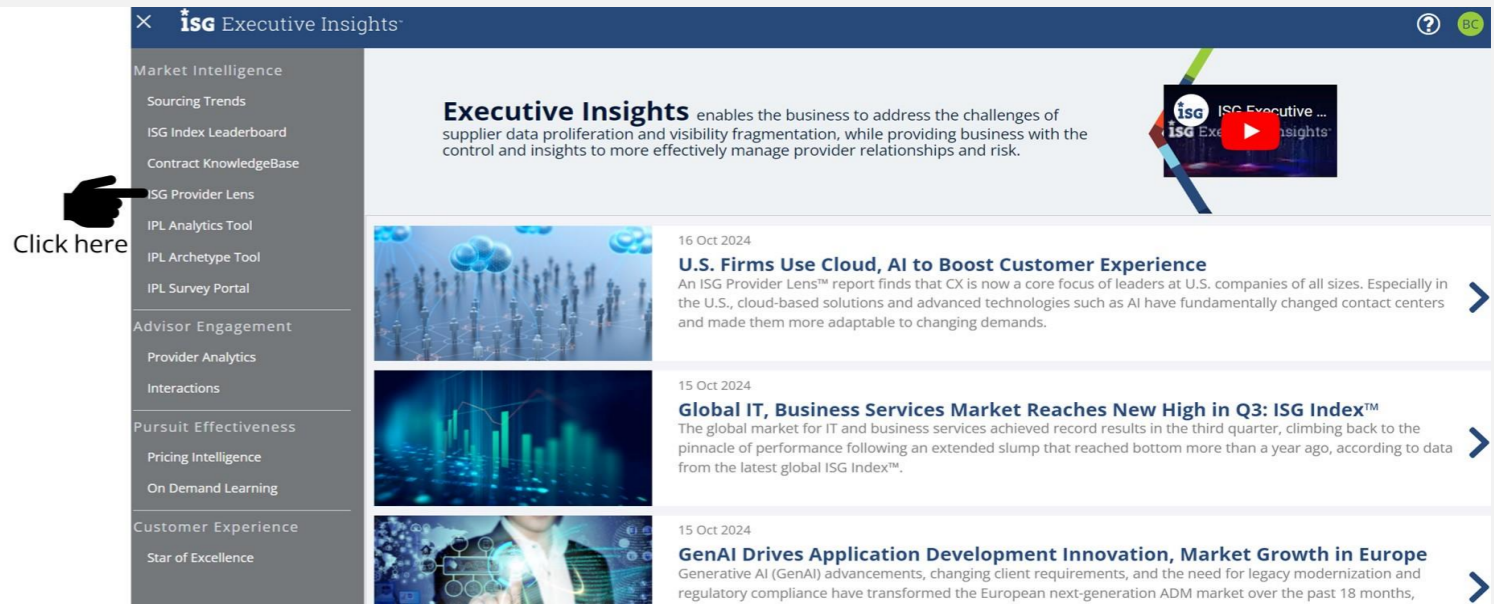 ISG Executive Insights™
?
BC
Market Intelligence
Sourcing Trends
ISG Index Leaderboard
Contract KnowledgeBase
ISG Provider Lens
IPL Analytics Tool
IPL Archetype Tool
IPL Survey Portal
Advisor Engagement
Provider Analytics
Interactions
Pursuit Effectiveness
Pricing Intelligence
On Demand Learning
Customer Experience
Star of Excellence
Click here
Executive Insights enables the business to address the challenges of
supplier data proliferation and visibility fragmentation, while providing business with the
control and insights to more effectively manage provider relationships and risk.
ISG ISG Executive ...
16 Oct 2024
U.S. Firms Use Cloud, AI to Boost Customer Experience
An ISG Provider Lens™ report finds that CX is now a core focus of leaders at U.S. companies of all sizes. Especially in
the U.S., cloud-based solutions and advanced technologies such as AI have fundamentally changed contact centers
and made them more adaptable to changing demands.
15 Oct 2024
Global IT, Business Services Market Reaches New High in Q3: ISG Index™
The global market for IT and business services achieved record results in the third quarter, climbing back to the
pinnacle of performance following an extended slump that reached bottom more than a year ago, according to data
from the latest global ISG Index™.
15 Oct 2024
GenAI Drives Application Development Innovation, Market Growth in Europe
Generative AI (GenAI) advancements, changing client requirements, and the need for legacy modernization and
regulatory compliance have transformed the European next-generation ADM market over the past 18 months,